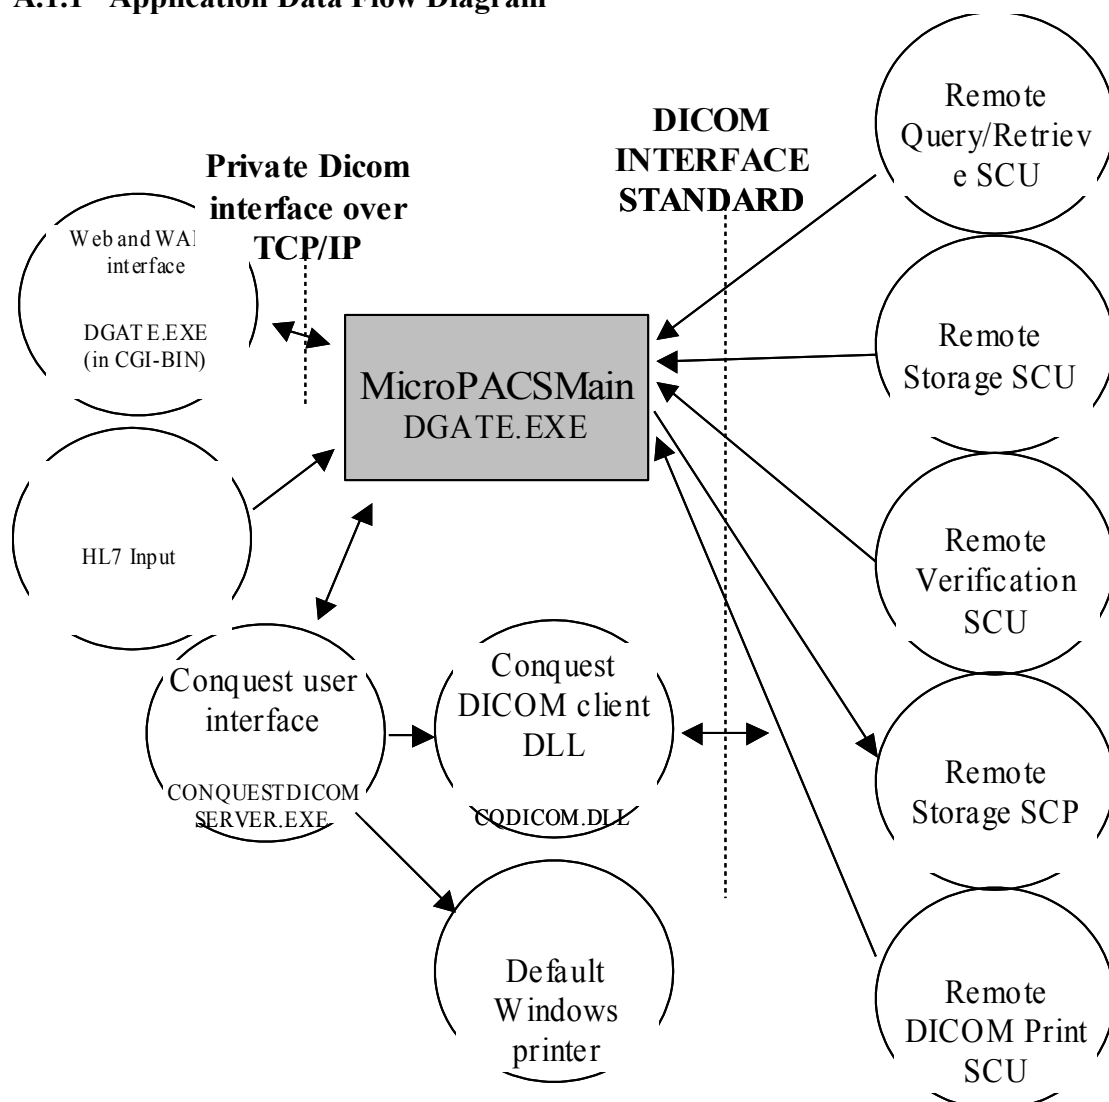 A.1.1 Application Data Flow Diagram
DICOM
INTERFACE
STANDARD
Private Dicom
interface over
TCP/IP
Remote
Query/Retriev
e SCU
Web and WAP
interface
DGATE.EXE
(in CGI-BIN)
MicroPACSMain
DGATE.EXE
Remote
Storage SCU
HL7 Input
Remote
Verification
SCU
Conquest user
interface
CONQUESTDICOM
SERVER.EXE
Conquest
DICOM client
DLL
CQDICOM.DLL
Remote
Storage SCP
Default
Windows
printer
Remote
DICOM Print
SCU